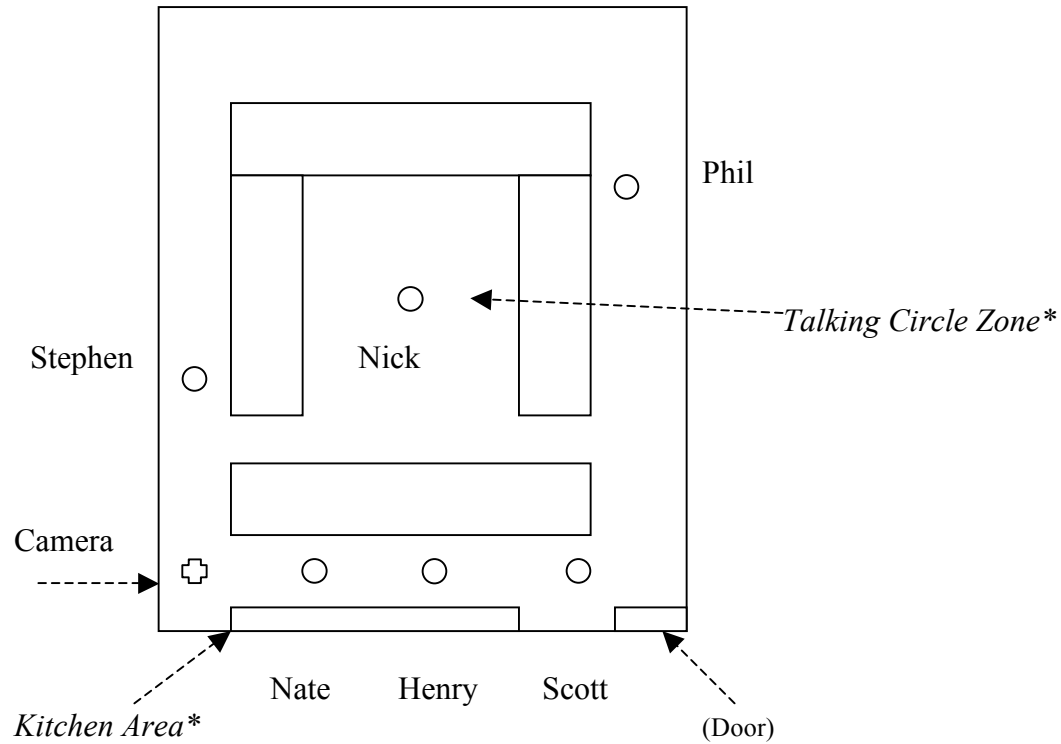 Phil
Talking Circle Zone*
Stephen
Nick
Camera
Nate
Henry
Scott
Kitchen Area*
(Door)